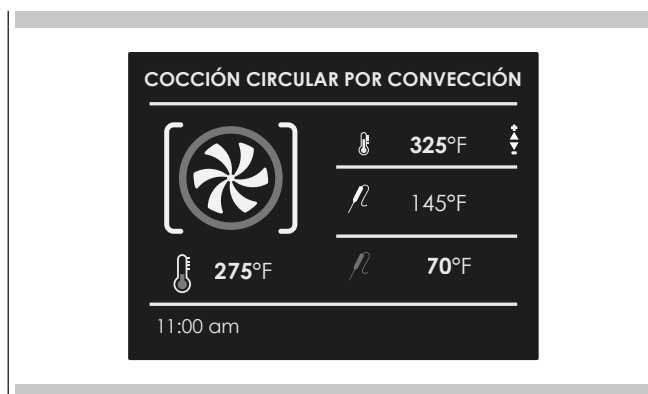 COCCIÓN CIRCULAR POR CONVECCIÓN
325°F
145°F
275°F
70°F
11:00 am